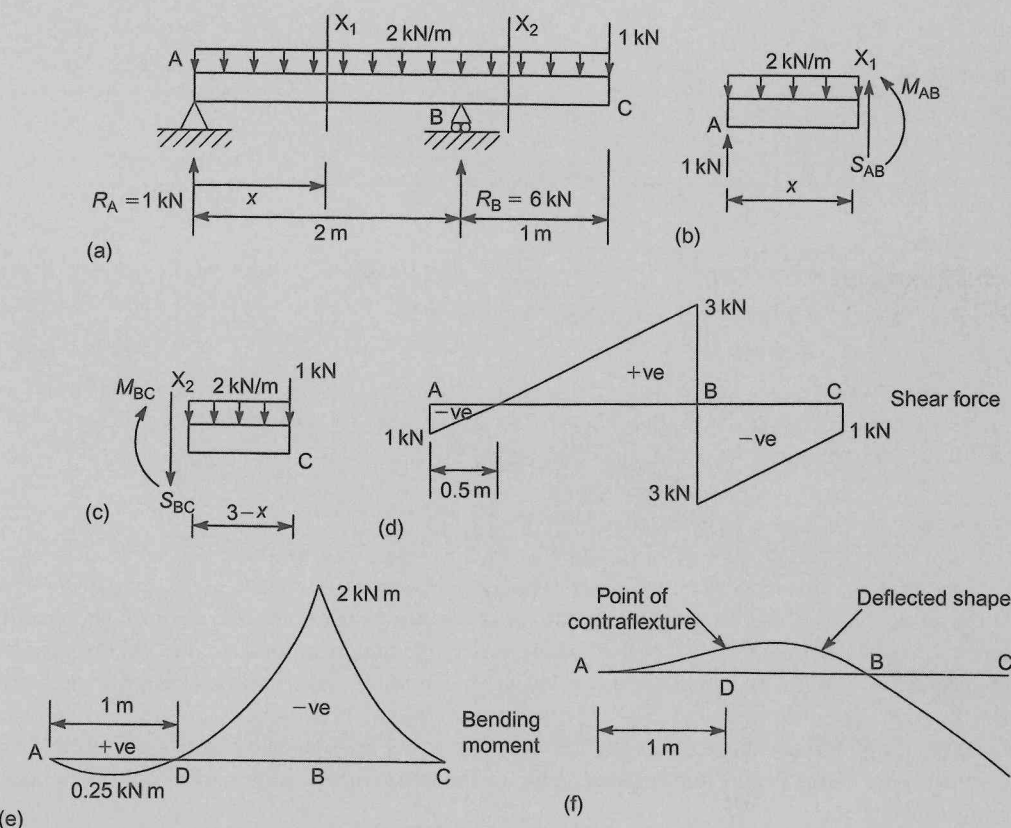 X1
2 kN/m
X2
1 kN
A
B
C
RA = 1 kN
x
RB = 6 kN
2 m
1 m
(a)
2 kN/m
X1
MAB
A
1 kN
SAB
x
(b)
MBC
X2
2 kN/m
1 kN
C
SBC
3−x
(c)
3 kN
A
+ve
B
C
Shear force
−ve
1 kN
1 kN
−ve
0.5 m
3 kN
(d)
2 kN m
1 m
−ve
A
+ve
D
B
C
Bending
moment
0.25 kN m
(e)
Point of
contraflexture
Deflected shape
A
B
C
D
1 m
(f)